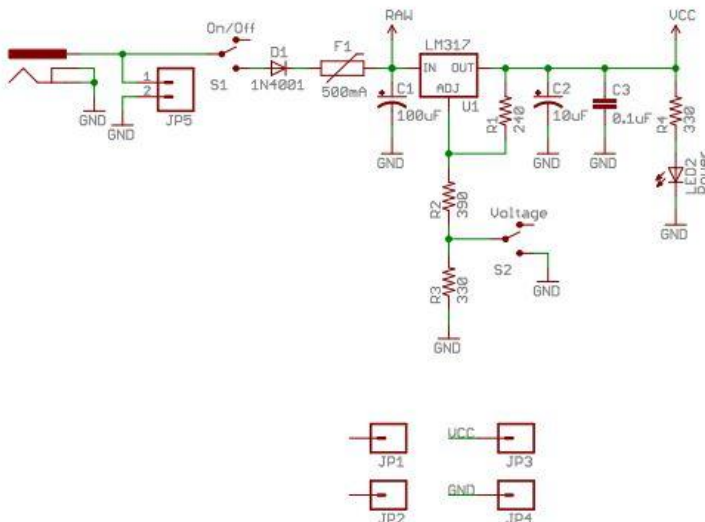 On/Off
RAW
VCC
D1
F1
LM317
1
2
S1
1N4001
500mA
IN
OUT
ADJ
U1
C1
100uF
R1
240
C2
10uF
C3
0.1uF
R4
330
GND
GND
JP5
GND
GND
GND
LED2
Power
R2
390
Voltage
GND
S2
R3
330
GND
GND
JP1
VCC
JP3
JP2
GND
JP4